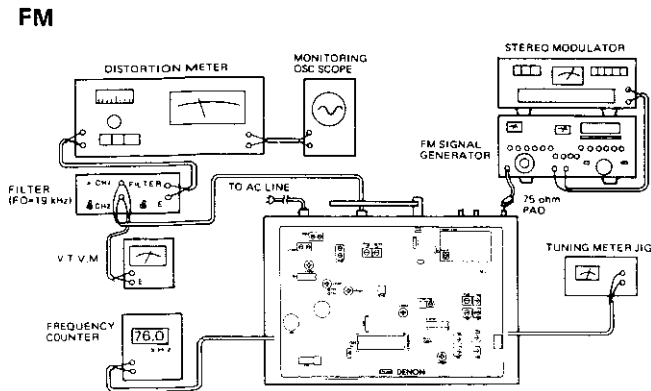 FM
DISTORTION METER
MONITORING
OSC SCOPE
STEREO MODULATOR
FM SIGNAL
GENERATOR
FILTER
(FO=19 kHz)
CH1 FILTER
CH2 E
TO AC LINE
75 ohm
PAD
TUNING METER JIG
V T V.M
E
FREQUENCY
COUNTER
76.0
DENON